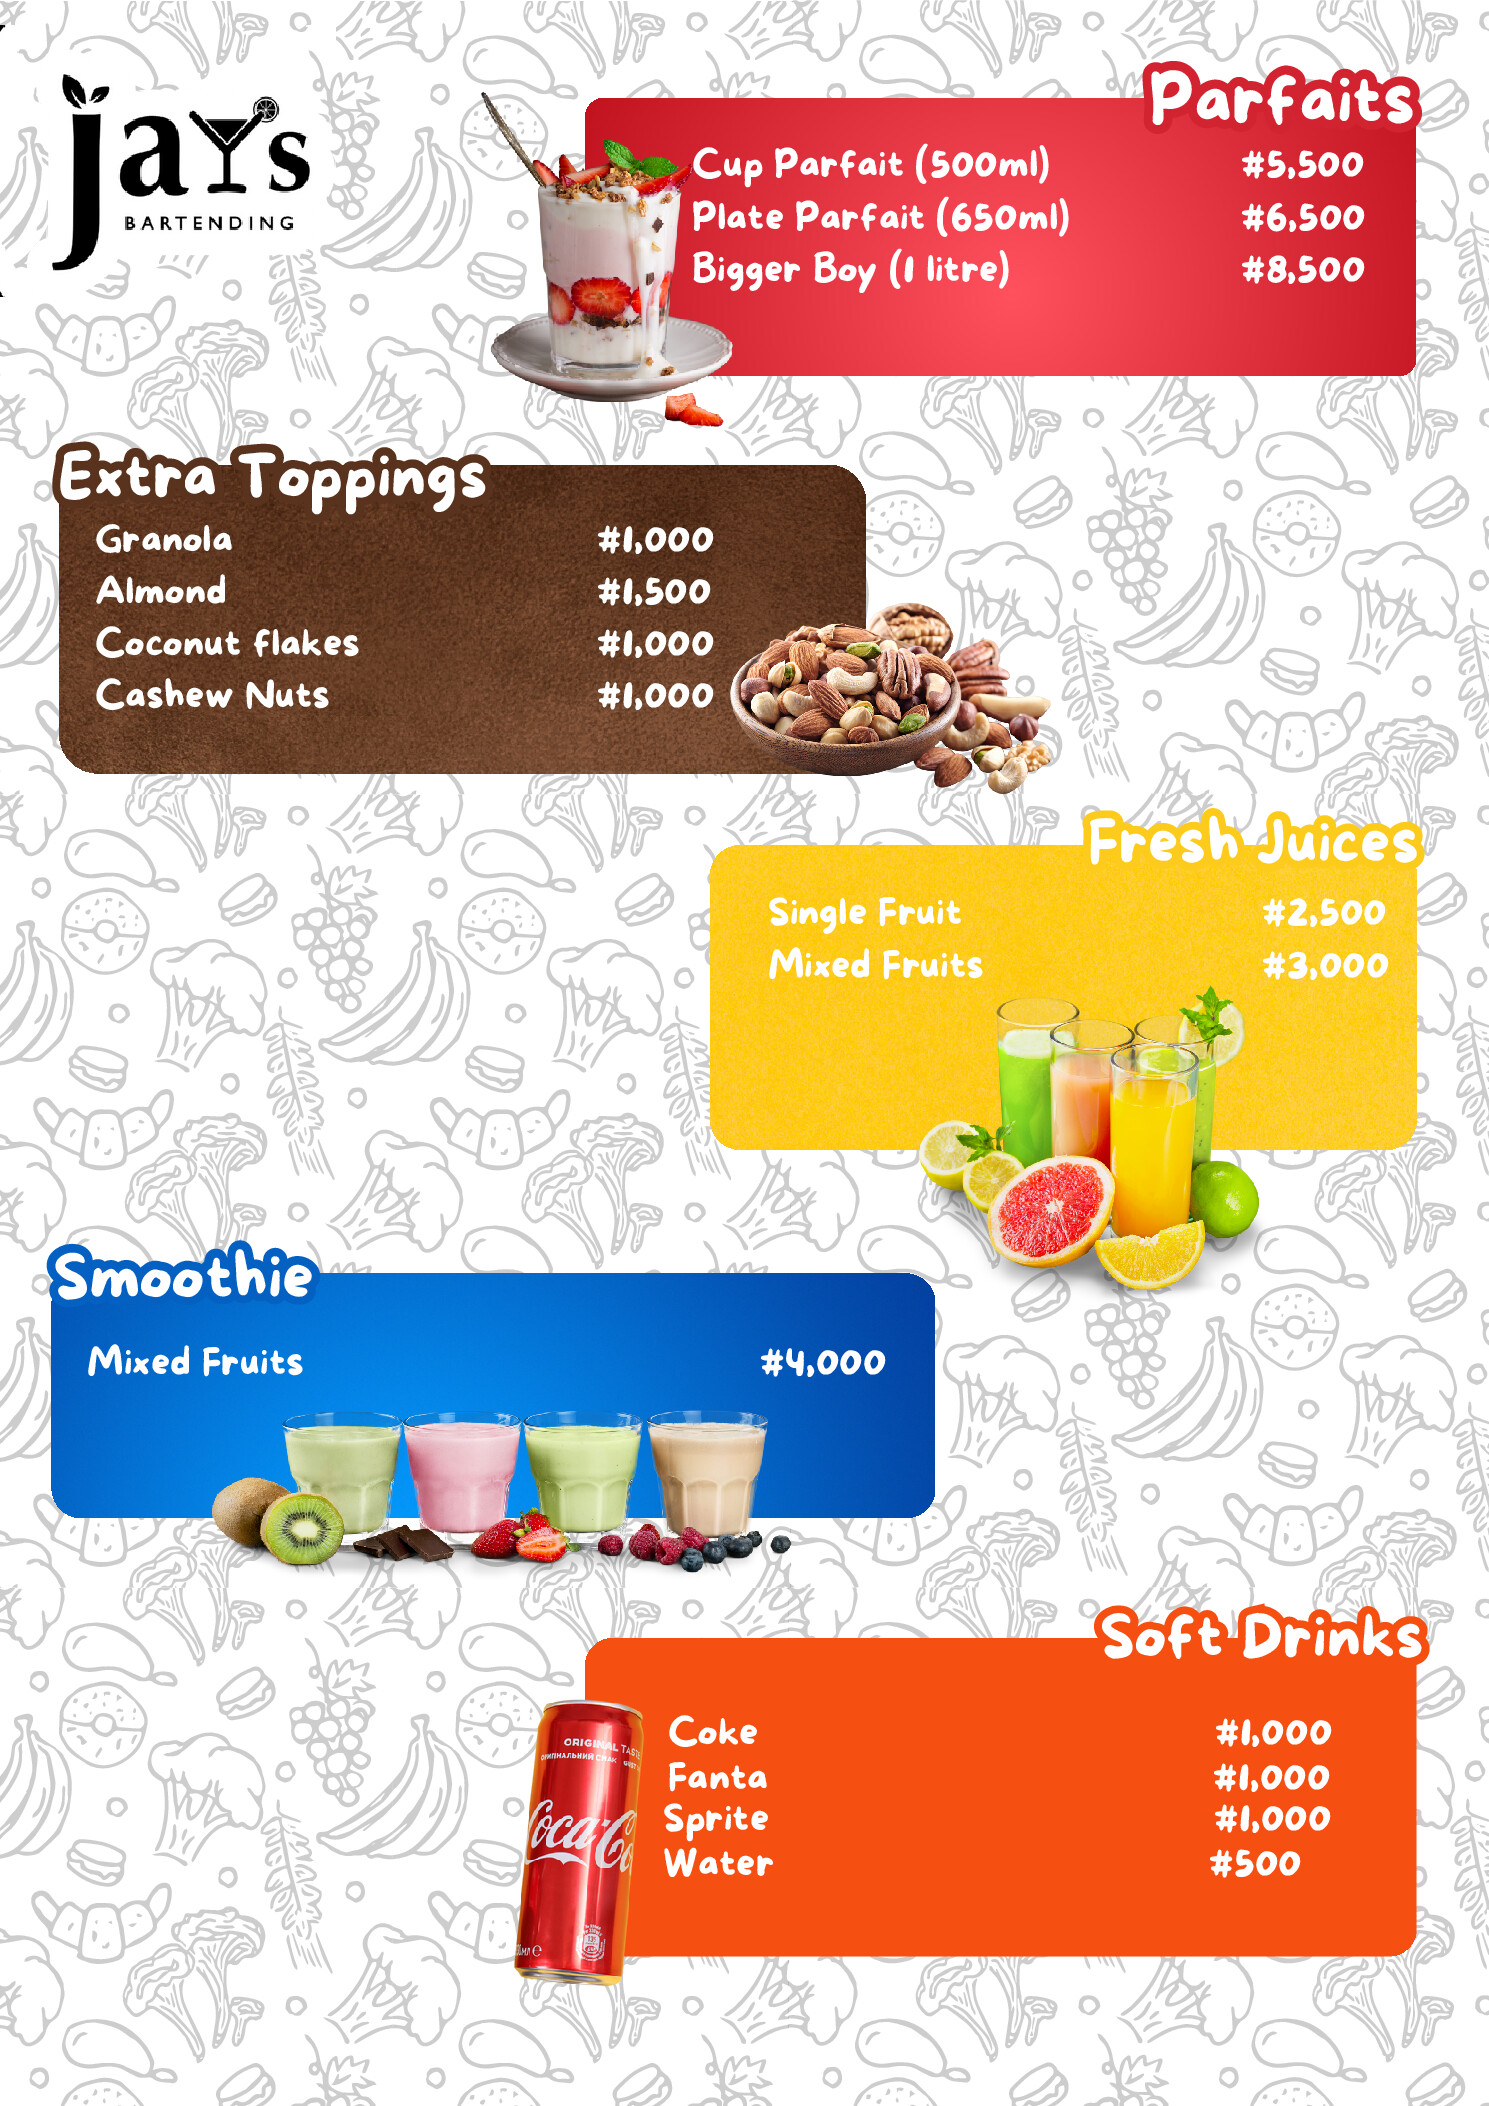 Jays
BARTENDING
Parfaits
Cup Parfait (500ml) #5,500
Plate Parfait (650ml) #6,500
Bigger Boy (1 litre) #8,500
Extra Toppings
Granola #1,000
Almond #1,500
Coconut flakes #1,000
Cashew Nuts #1,000
Fresh Juices
Single Fruit #2,500
Mixed Fruits #3,000
Smoothie
Mixed Fruits #4,000
Soft Drinks
Coke #1,000
Fanta #1,000
Sprite #1,000
Water #500
ORIGINAL TASTE
Coca-Co